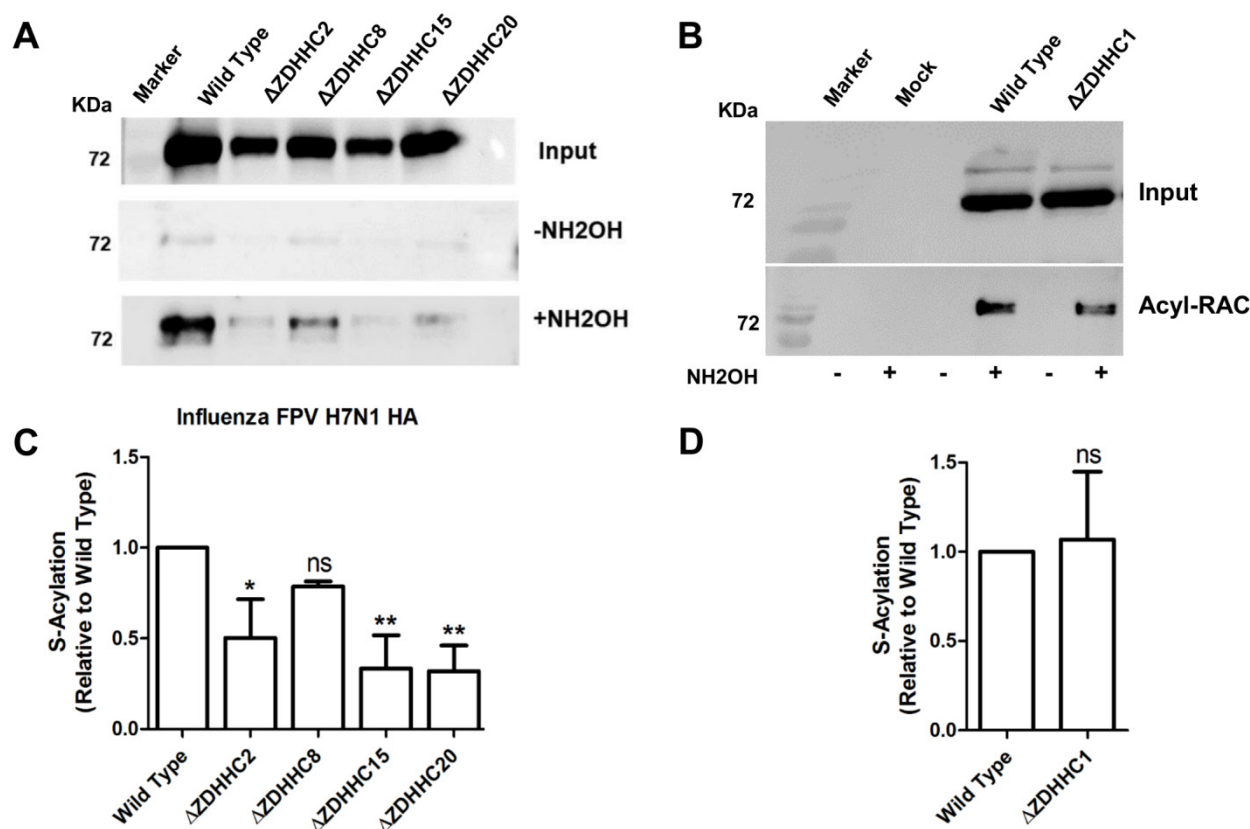 A
Marker
Wild Type
ΔZDHHC2
ΔZDHHC8
ΔZDHHC15
ΔZDHHC20
KDa
72
Input
72
-NH2OH
72
+NH2OH
B
Marker
Mock
Wild Type
ΔZDHHC1
KDa
72
Input
72
Acyl-RAC
NH2OH - + - + - +
Influenza FPV H7N1 HA
C
S-Acylation
(Relative to Wild Type)
1.5
1.0
0.5
0.0
*
ns
**
**
Wild Type
ΔZDHHC2
ΔZDHHC8
ΔZDHHC15
ΔZDHHC20
D
S-Acylation
(Relative to Wild Type)
1.5
1.0
0.5
0.0
ns
Wild Type
ΔZDHHC1